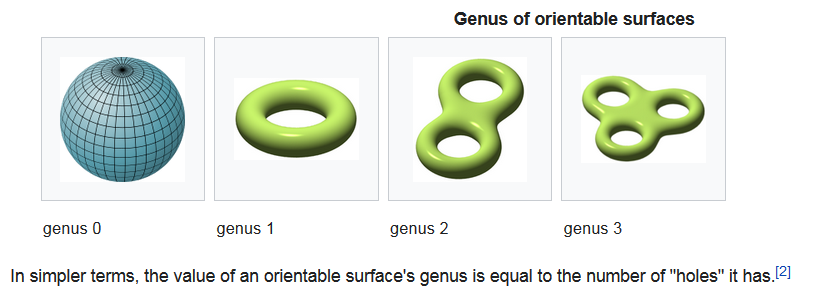 Genus of orientable surfaces
genus 0 genus 1 genus 2 genus 3
In simpler terms, the value of an orientable surface's genus is equal to the number of "holes" it has.[2]